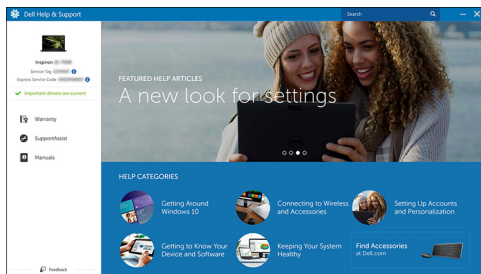 Dell Help & Support
Search
Inspiron
Service Tag
Express Service Code
Important drivers are current
Warranty
SupportAssist
Manuals
Feedback
FEATURED HELP ARTICLES
A new look for settings
HELP CATEGORIES
Getting Around
Windows 10
Connecting to Wireless
and Accessories
Setting Up Accounts
and Personalization
Getting to Know Your
Device and Software
Keeping Your System
Healthy
Find Accessories
at Dell.com